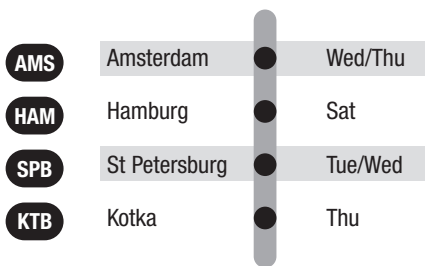 AMS Amsterdam Wed/Thu
HAM Hamburg Sat
SPB St Petersburg Tue/Wed
KTB Kotka Thu